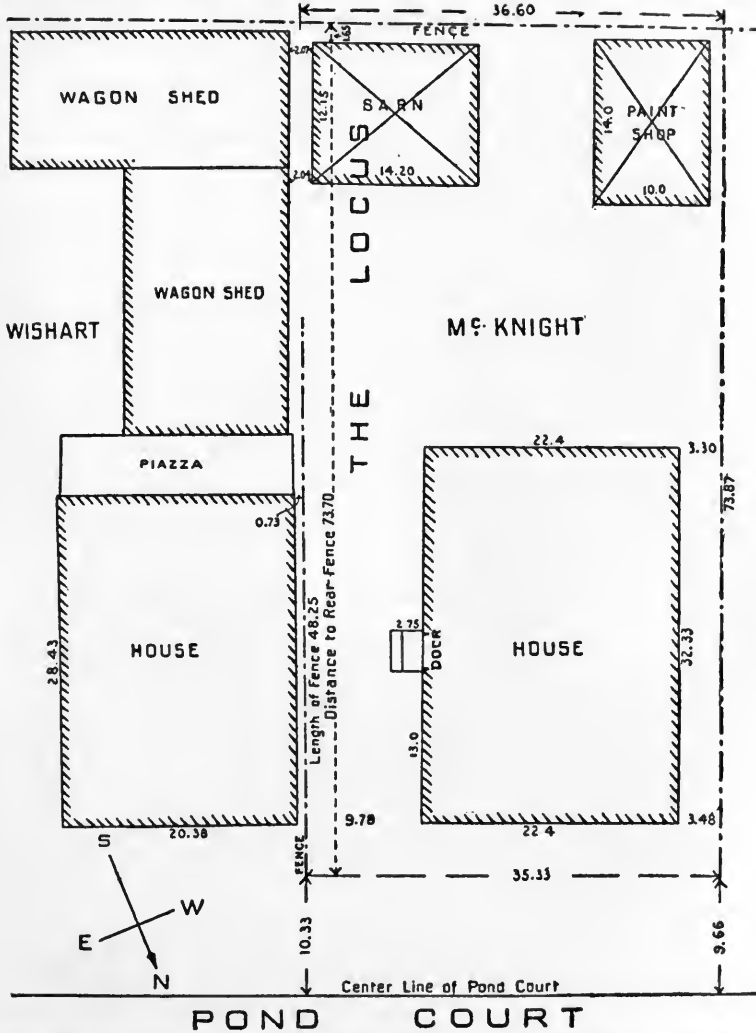 36.60
FENCE
1.65
WAGON SHED
2.07
12.15
BARN
14.20
2.04
14.0
PAINT
SHOP
10.0
THE LOCUS
WAGON SHED
WISHART
Mc. KNIGHT
PIAZZA
0.73
22.4
3.30
73.87
Length of Fence 48.25
Distance to Rear Fence 73.70
28.43
HOUSE
2.75
DOOR
HOUSE
32.33
13.0
20.38
9.78
22.4
3.48
FENCE
35.33
S
E
W
N
10.33
9.66
Center Line of Pond Court
POND COURT